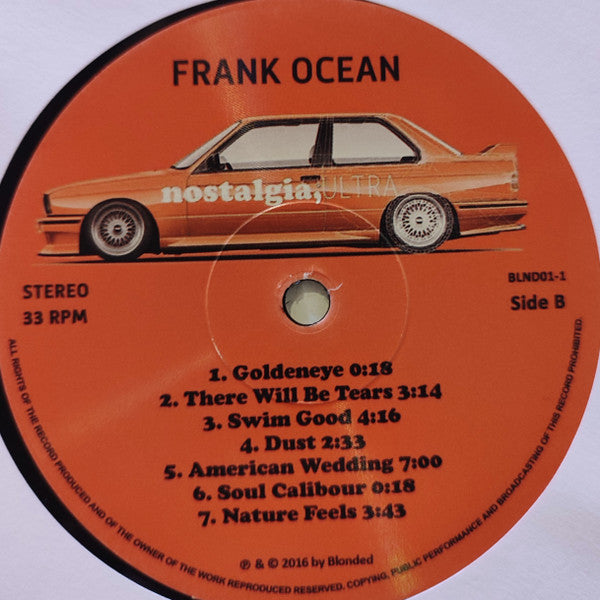 FRANK OCEAN
nostalgia, ULTRA
STEREO
33 RPM
BLND01-1
Side B
1. Goldeneye 0:18
2. There Will Be Tears 3:14
3. Swim Good 4:16
4. Dust 2:33
5. American Wedding 7:00
6. Soul Calibour 0:18
7. Nature Feels 3:43
℗ & © 2016 by Blonded
ALL RIGHTS OF THE RECORD PRODUCED AND OF THE OWNER OF THE WORK REPRODUCED RESERVED. COPYING, PUBLIC PERFORMANCE AND BROADCASTING OF THIS RECORD PROHIBITED.